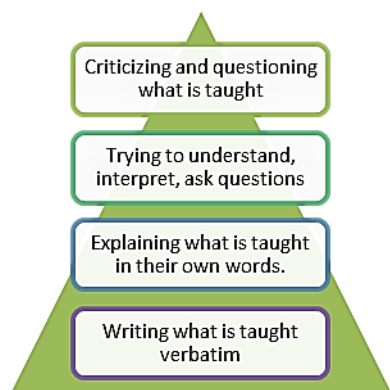 Criticizing and questioning
what is taught
Trying to understand,
interpret, ask questions
Explaining what is taught
in their own words.
Writing what is taught
verbatim